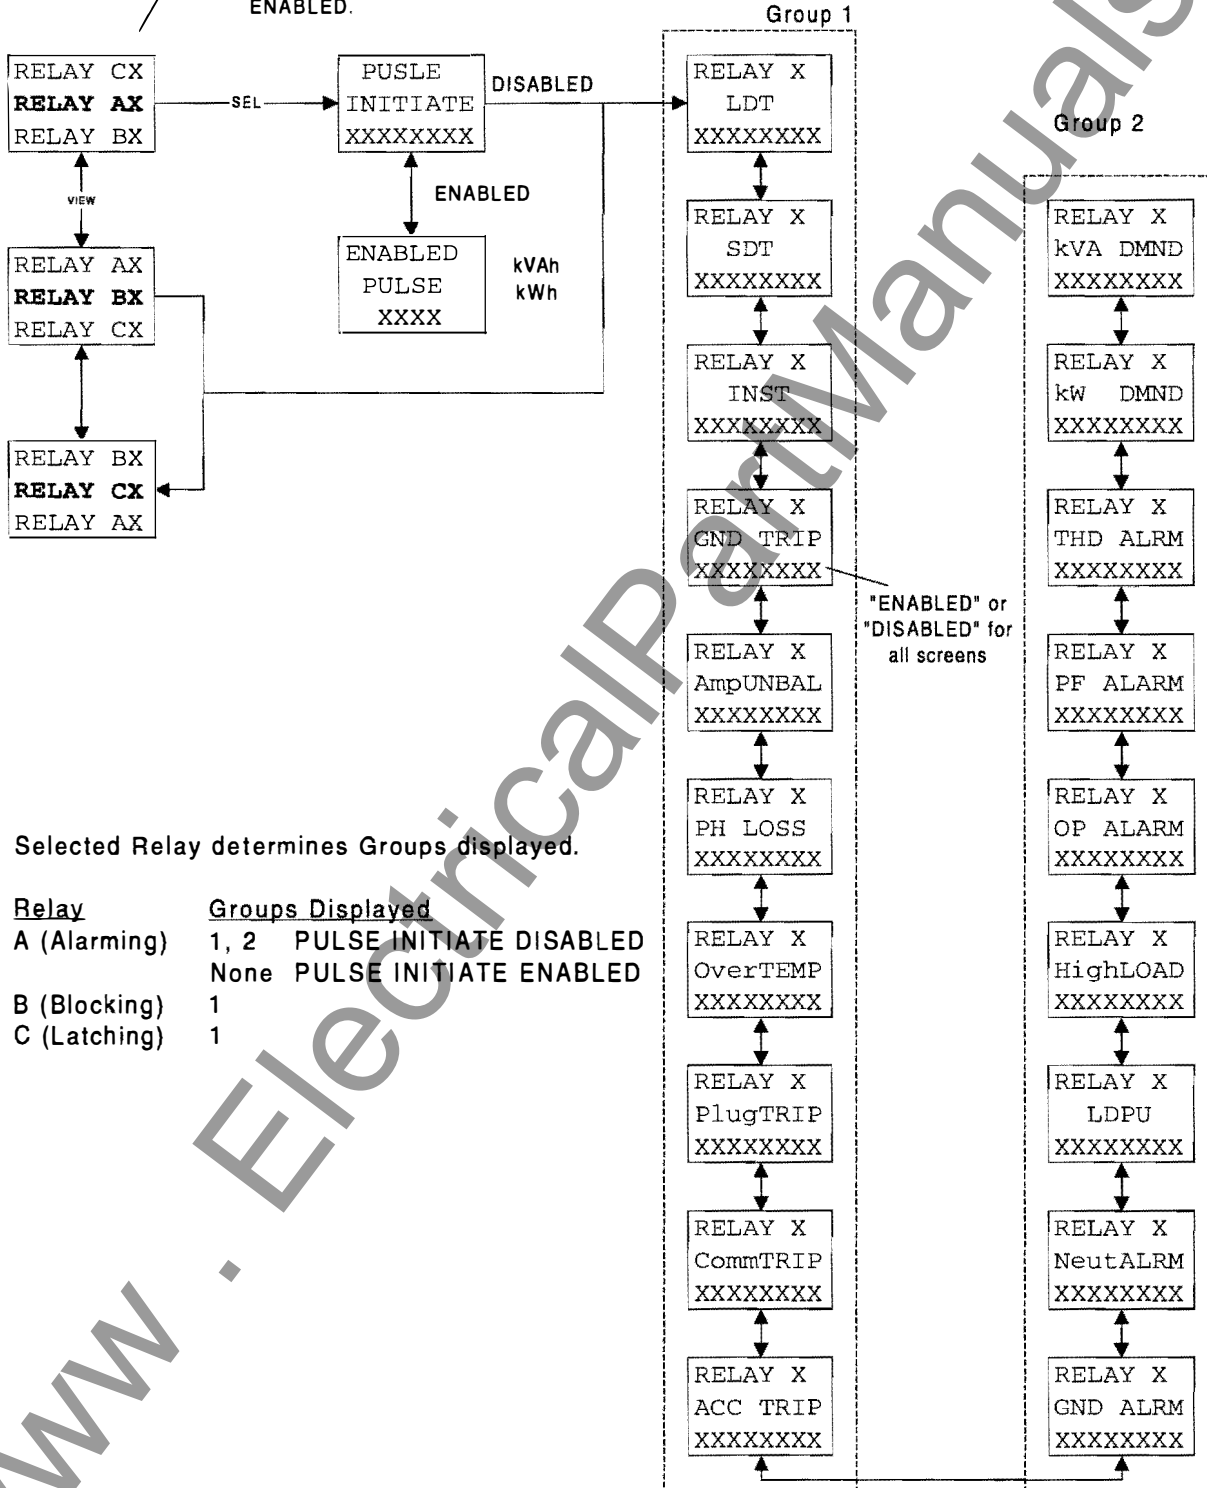 ENABLED.
RELAY CX
RELAY AX
RELAY BX
SEL
PUSLE
INITIATE
XXXXXXXX
DISABLED
VIEW
ENABLED
RELAY AX
RELAY BX
RELAY CX
ENABLED
PULSE
XXXX
kVAh
kWh
RELAY BX
RELAY CX
RELAY AX
Group 1
RELAY X
LDT
XXXXXXXX
RELAY X
SDT
XXXXXXXX
RELAY X
INST
XXXXXXXX
RELAY X
GND TRIP
XXXXXXXX
"ENABLED" or
"DISABLED" for
all screens
RELAY X
AmpUNBAL
XXXXXXXX
RELAY X
PH LOSS
XXXXXXXX
RELAY X
OverTEMP
XXXXXXXX
RELAY X
PlugTRIP
XXXXXXXX
RELAY X
CommTRIP
XXXXXXXX
RELAY X
ACC TRIP
XXXXXXXX
Group 2
RELAY X
kVA DMND
XXXXXXXX
RELAY X
kW DMND
XXXXXXXX
RELAY X
THD ALRM
XXXXXXXX
RELAY X
PF ALARM
XXXXXXXX
RELAY X
OP ALARM
XXXXXXXX
RELAY X
HighLOAD
XXXXXXXX
RELAY X
LDPU
XXXXXXXX
RELAY X
NeutALRM
XXXXXXXX
RELAY X
GND ALRM
XXXXXXXX
Selected Relay determines Groups displayed.
Relay Groups Displayed
A (Alarming) 1, 2 PULSE INITIATE DISABLED
None PULSE INITIATE ENABLED
B (Blocking) 1
C (Latching) 1
www . ElectricalPartManuals